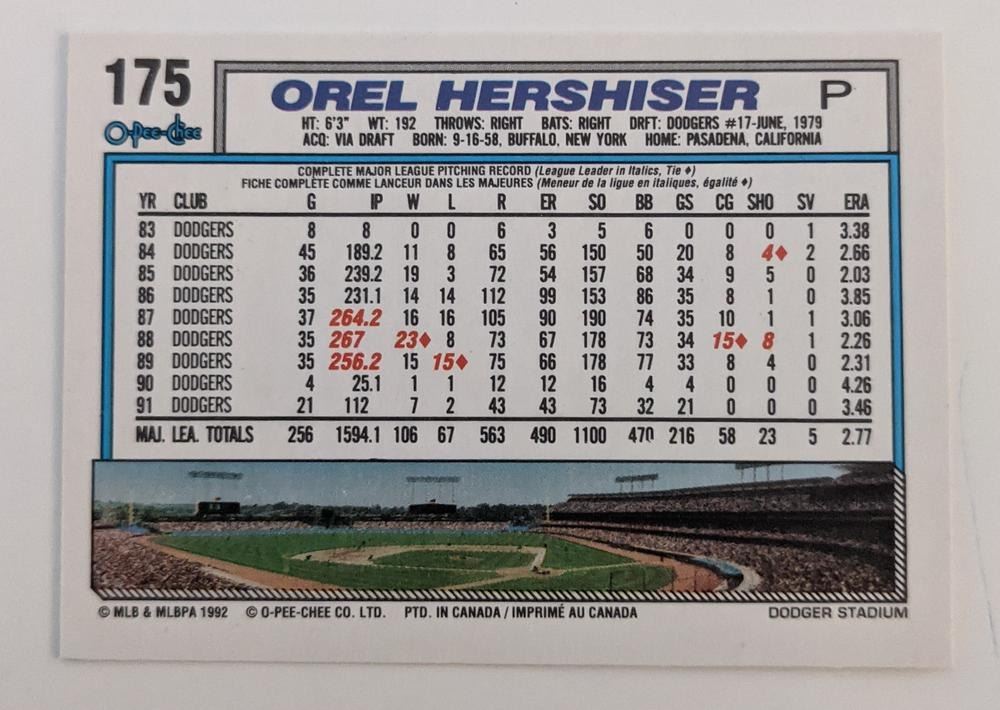 175
O-Pee-Chee
OREL HERSHISER P
HT: 6'3" WT: 192 THROWS: RIGHT BATS: RIGHT DRFT: DODGERS #17-JUNE, 1979
ACQ: VIA DRAFT BORN: 9-16-58, BUFFALO, NEW YORK HOME: PASADENA, CALIFORNIA
COMPLETE MAJOR LEAGUE PITCHING RECORD (League Leader in Italics, Tie ♦)
FICHE COMPLÈTE COMME LANCEUR DANS LES MAJEURES (Meneur de la ligue en italiques, égalité ♦)
YR CLUB G IP W L R ER SO BB GS CG SHO SV ERA
83 DODGERS 8 8 0 0 6 3 5 6 0 0 0 1 3.38
84 DODGERS 45 189.2 11 8 65 56 150 50 20 8 4♦ 2 2.66
85 DODGERS 36 239.2 19 3 72 54 157 68 34 9 5 0 2.03
86 DODGERS 35 231.1 14 14 112 99 153 86 35 8 1 0 3.85
87 DODGERS 37 264.2 16 16 105 90 190 74 35 10 1 1 3.06
88 DODGERS 35 267 23♦ 8 73 67 178 73 34 15♦ 8 1 2.26
89 DODGERS 35 256.2 15 15♦ 75 66 178 77 33 8 4 0 2.31
90 DODGERS 4 25.1 1 1 12 12 16 4 4 0 0 0 4.26
91 DODGERS 21 112 7 2 43 43 73 32 21 0 0 0 3.46
MAJ. LEA. TOTALS 256 1594.1 106 67 563 490 1100 470 216 58 23 5 2.77
© MLB & MLBPA 1992 © O-PEE-CHEE CO. LTD. PTD. IN CANADA / IMPRIMÉ AU CANADA DODGER STADIUM